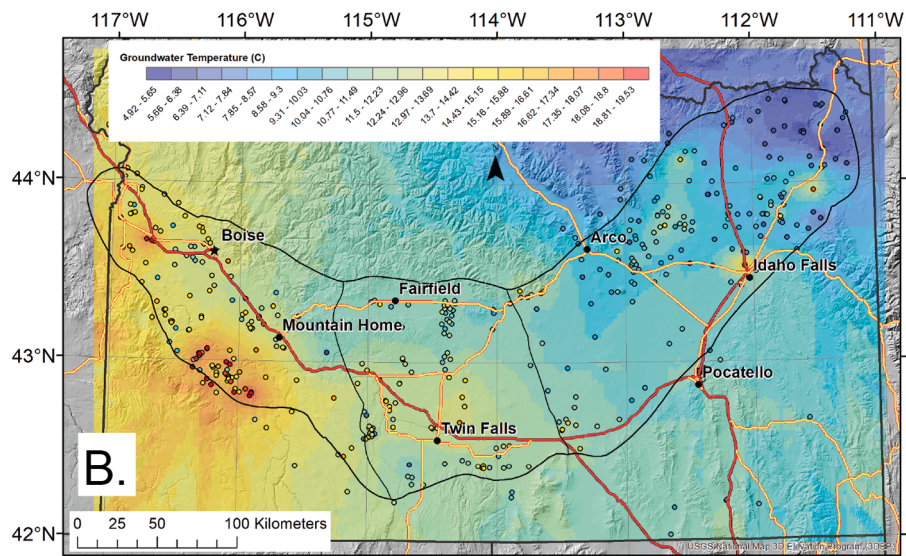 117°W 116°W 115°W 114°W 113°W 112°W 111°W
Groundwater Temperature (C)
4.92 - 5.65
5.66 - 6.38
6.39 - 7.11
7.12 - 7.84
7.85 - 8.57
8.58 - 9.3
9.31 - 10.03
10.04 - 10.76
10.77 - 11.49
11.5 - 12.23
12.24 - 12.96
12.97 - 13.69
13.7 - 14.42
14.43 - 15.15
15.16 - 15.88
15.89 - 16.61
16.62 - 17.34
17.35 - 18.07
18.08 - 18.8
18.81 - 19.53
44°N 44°N
Boise
Arco
Idaho Falls
Fairfield
Mountain Home
43°N 43°N
Pocatello
Twin Falls
B.
0 25 50 100 Kilometers
42°N 42°N
USGS National Map 3D Elevation Program (3DEP)